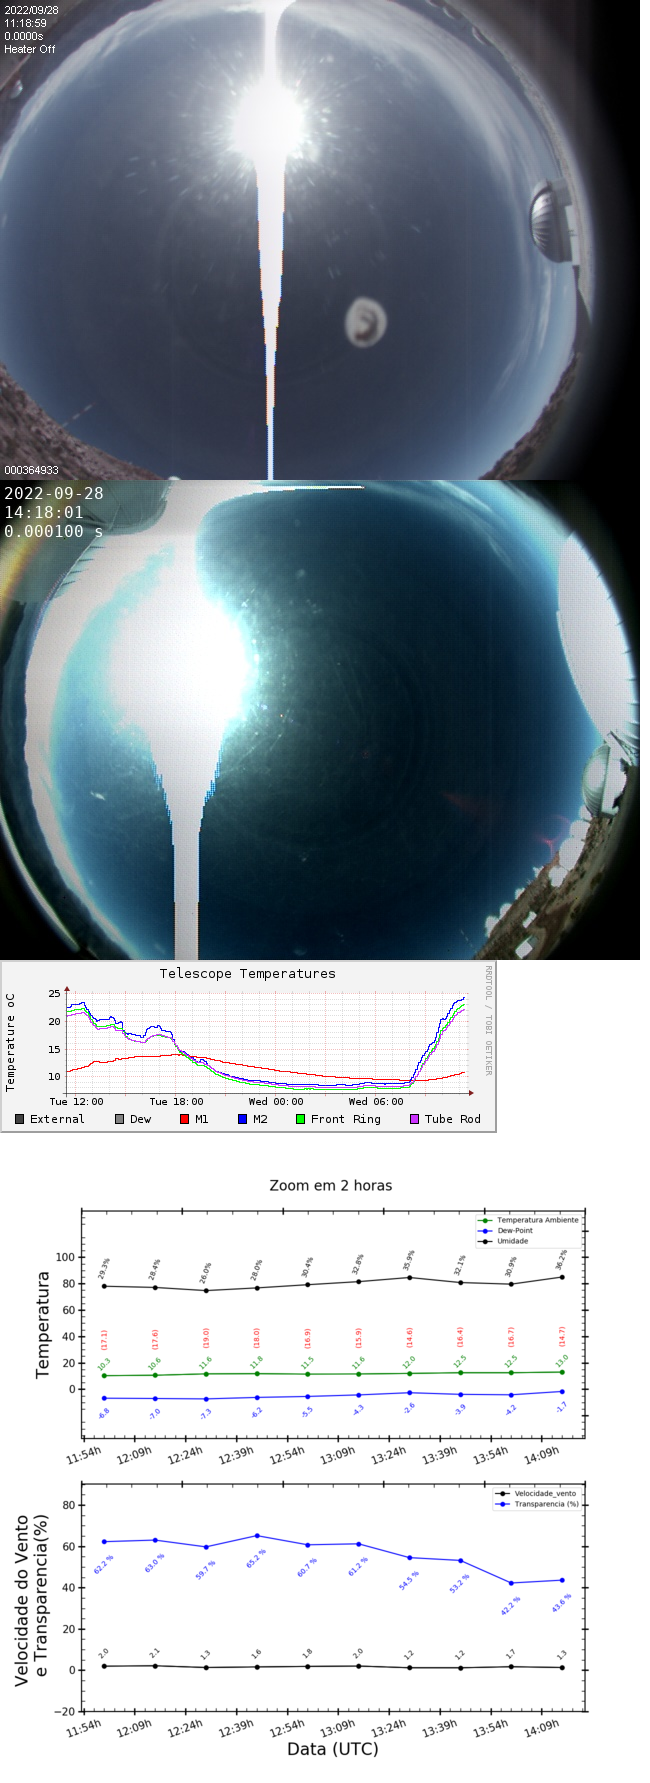 2022/09/28
11:18:59
0.0000s
Heater Off
000364933
2022-09-28
14:18:01
0.000100 s
Telescope Temperatures
RRDTOOL / TOBI OETIKER
Temperature oC
25
20
15
10
Tue 12:00 Tue 18:00 Wed 00:00 Wed 06:00
External Dew M1 M2 Front Ring Tube Rod
Zoom em 2 horas
Temperatura Ambiente
Dew-Point
Umidade
Temperatura
100
80
60
40
20
0
29.3% 28.4% 26.0% 28.0% 30.4% 32.8% 35.9% 32.1% 30.9% 36.2%
(17.1) (17.6) (19.0) (18.0) (16.9) (15.9) (14.6) (16.4) (16.7) (14.7)
10.3 10.6 11.6 11.8 11.5 11.6 12.0 12.5 12.5 13.0
-6.8 -7.0 -7.3 -6.2 -5.5 -4.3 -2.6 -3.9 -4.2 -1.7
11:54h 12:09h 12:24h 12:39h 12:54h 13:09h 13:24h 13:39h 13:54h 14:09h
Velocidade_vento
Transparencia (%)
Velocidade do Vento
e Transparencia(%)
80
60
40
20
0
−20
62.2 % 63.0 % 59.7 % 65.2 % 60.7 % 61.2 % 54.5 % 53.2 % 42.2 % 43.6 %
2.0 2.1 1.3 1.6 1.8 2.0 1.2 1.2 1.7 1.3
11:54h 12:09h 12:24h 12:39h 12:54h 13:09h 13:24h 13:39h 13:54h 14:09h
Data (UTC)